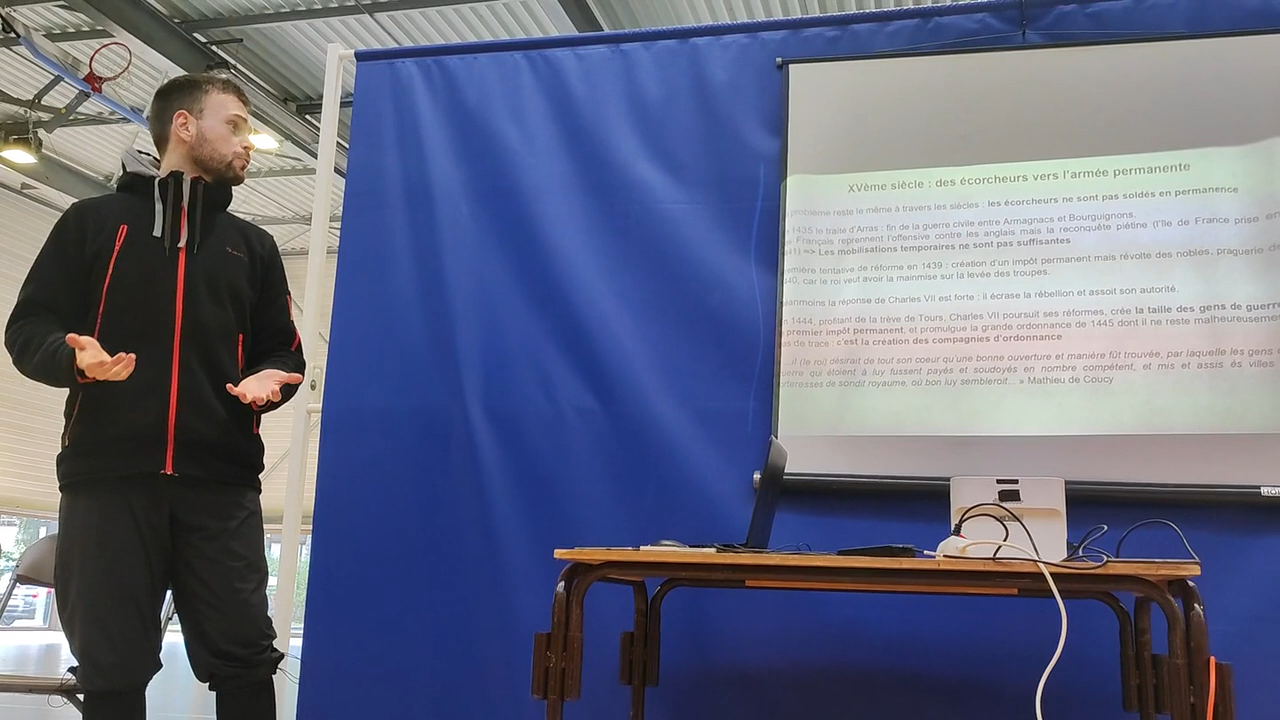 XVème siècle : des écorcheurs vers l'armée permanente
problème reste le même à travers les siècles : les écorcheurs ne sont pas soldés en permanence
1435 le traité d'Arras : fin de la guerre civile entre Armagnacs et Bourguignons.
Français reprennent l'offensive contre les anglais mais la reconquête piétine (l'Ile de France prise en
=> Les mobilisations temporaires ne sont pas suffisantes
tentative de réforme en 1439 : création d'un impôt permanent mais révolte des nobles, praguerie de
car le roi veut avoir la mainmise sur la levée des troupes.
la réponse de Charles VII est forte : il écrase la rébellion et assoit son autorité.
1444, profitant de la trève de Tours, Charles VII poursuit ses réformes, crée la taille des gens de guerre
premier impôt permanent, et promulgue la grande ordonnance de 1445 dont il ne reste
de trace : c'est la création des compagnies d'ordonnance
...il (le roi) désirait de tout son coeur qu'une bonne ouverture et manière fût trouvée, par laquelle les gens
qui étoient à luy fussent payés et soudoyés en nombre compétent, et mis et assis és villes
de sondit royaume, où bon luy sembleroit... » Mathieu de Coucy